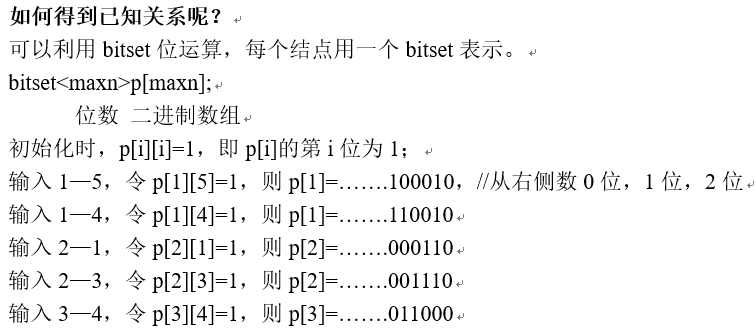 如何得到已知关系呢？
可以利用 bitset 位运算，每个结点用一个 bitset 表示。
bitset<maxn>p[maxn];
位数 二进制数组
初始化时，p[i][i]=1，即 p[i]的第 i 位为 1；
输入 1—5，令 p[1][5]=1，则 p[1]=…….100010，//从右侧数 0 位，1 位，2 位
输入 1—4，令 p[1][4]=1，则 p[1]=…….110010
输入 2—1，令 p[2][1]=1，则 p[2]=…….000110
输入 2—3，令 p[2][3]=1，则 p[2]=…….001110
输入 3—4，令 p[3][4]=1，则 p[3]=…….011000